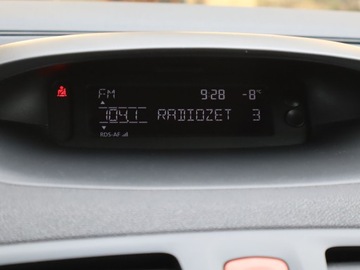 FM 9:28 -8°C
104.1 RADIOZET 3
RDS-AF